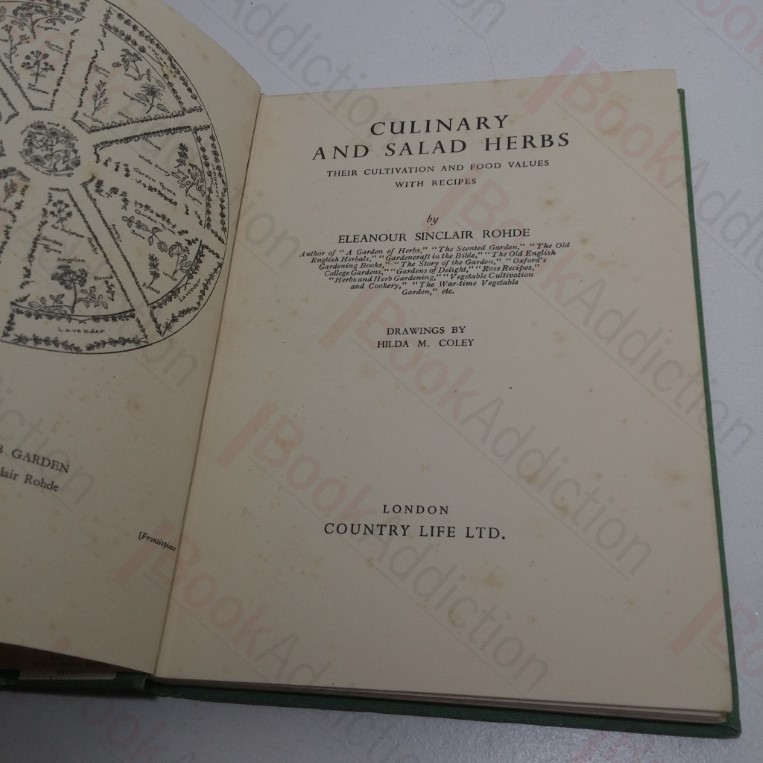 Lavender
GARDEN
lair Rohde
[Frontispiece
CULINARY
AND SALAD HERBS
THEIR CULTIVATION AND FOOD VALUES
WITH RECIPES
by
ELEANOUR SINCLAIR ROHDE
Author of "A Garden of Herbs," "The Scented Garden," "The Old
English Herbals," "Gardencraft in the Bible," "The Old English
Gardening Books," "The Story of the Garden," "Oxford's
College Gardens," "Gardens of Delight," "Rose Recipes,"
"Herbs and Herb Gardening," "Vegetable Cultivation
and Cookery," "The War-time Vegetable
Garden," etc.
DRAWINGS BY
HILDA M. COLEY
LONDON
COUNTRY LIFE LTD.
BookAddiction